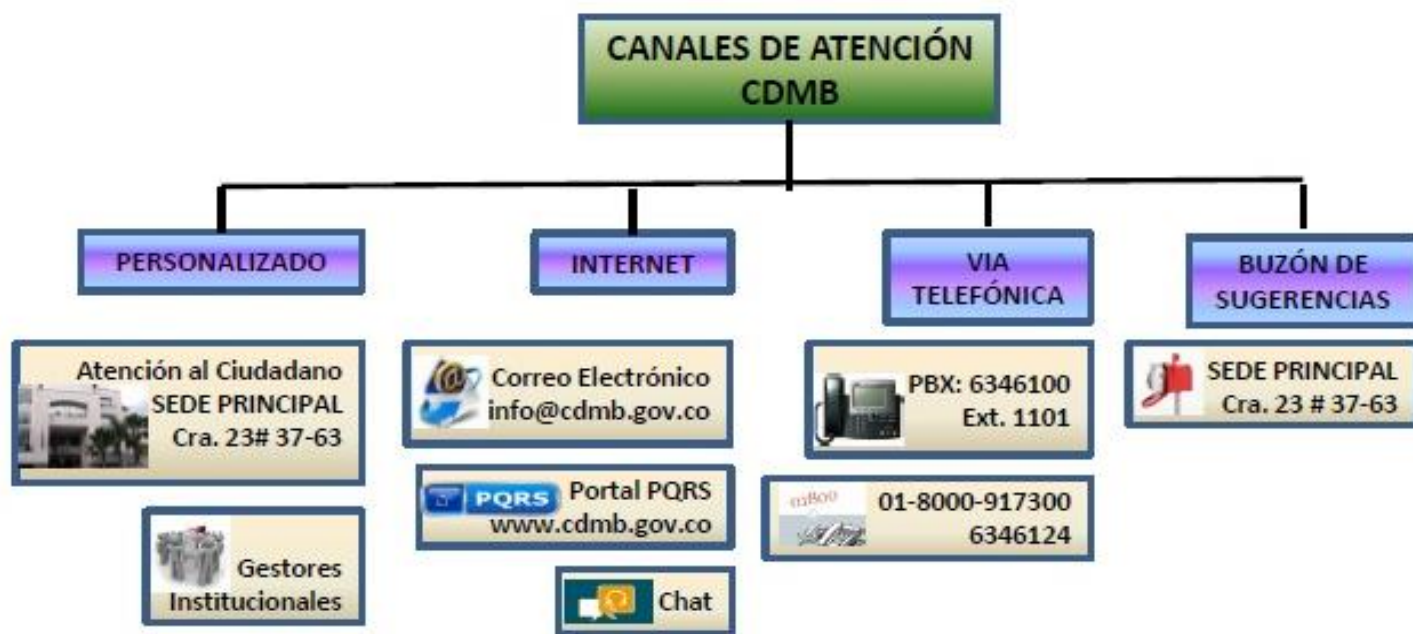 CANALES DE ATENCIÓN
CDMB
PERSONALIZADO
Atención al Ciudadano
SEDE PRINCIPAL
Cra. 23# 37-63
Gestores
Institucionales
INTERNET
Correo Electrónico
info@cdmb.gov.co
PQRS
Portal PQRS
www.cdmb.gov.co
Chat
VIA
TELEFÓNICA
PBX: 6346100
Ext. 1101
01800
01-8000-917300
6346124
BUZÓN DE
SUGERENCIAS
SEDE PRINCIPAL
Cra. 23 # 37-63